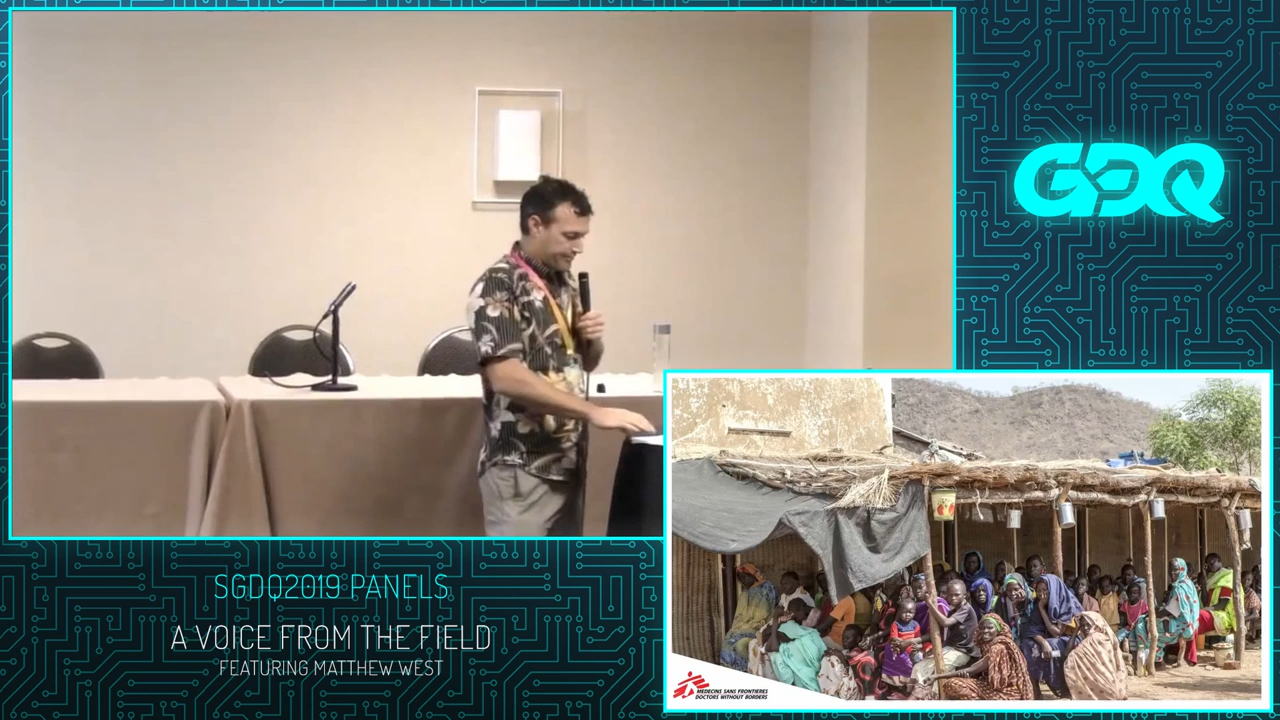 GDQ
SGDQ2019 PANELS
A VOICE FROM THE FIELD
FEATURING MATTHEW WEST
MEDECINS SANS FRONTIERES
DOCTORS WITHOUT BORDERS